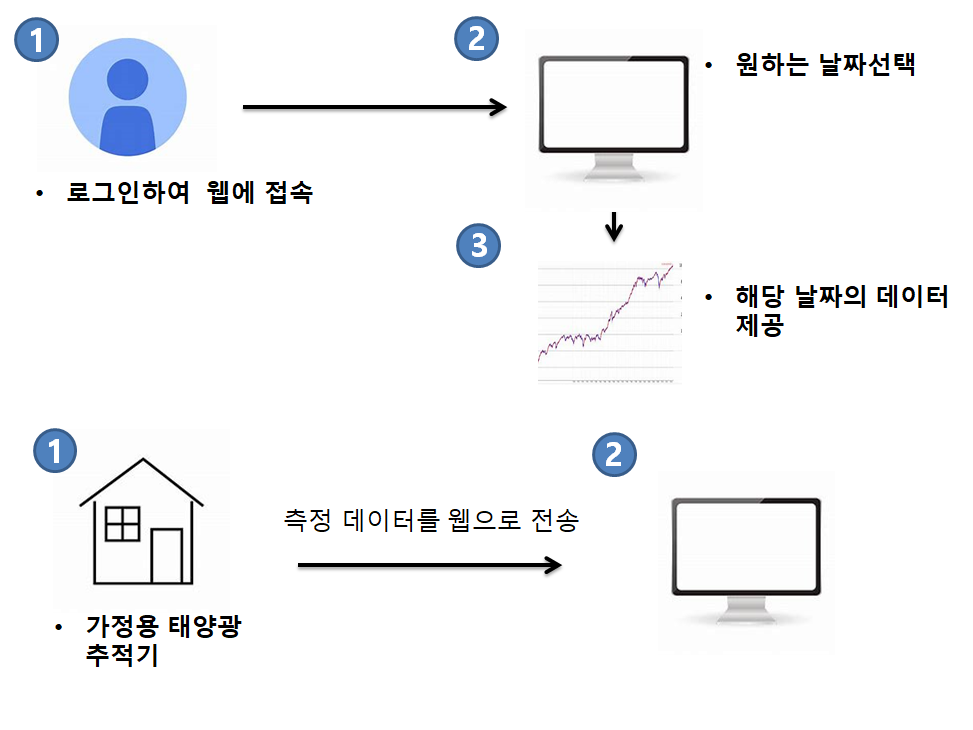 1
2
• 원하는 날짜선택
• 로그인하여 웹에 접속
3
• 해당 날짜의 데이터
제공
1
2
측정 데이터를 웹으로 전송
• 가정용 태양광
추적기